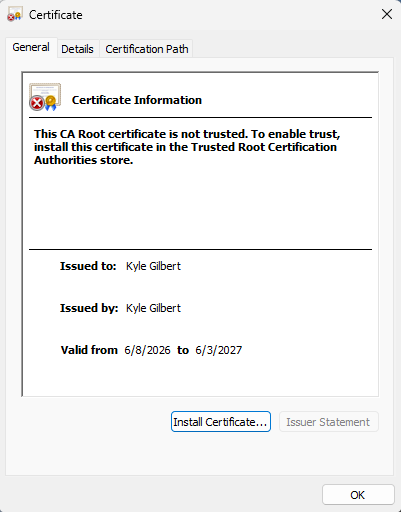 Certificate
General Details Certification Path
Certificate Information
This CA Root certificate is not trusted. To enable trust,
install this certificate in the Trusted Root Certification
Authorities store.
Issued to: Kyle Gilbert
Issued by: Kyle Gilbert
Valid from 6/8/2026 to 6/3/2027
Install Certificate... Issuer Statement
OK